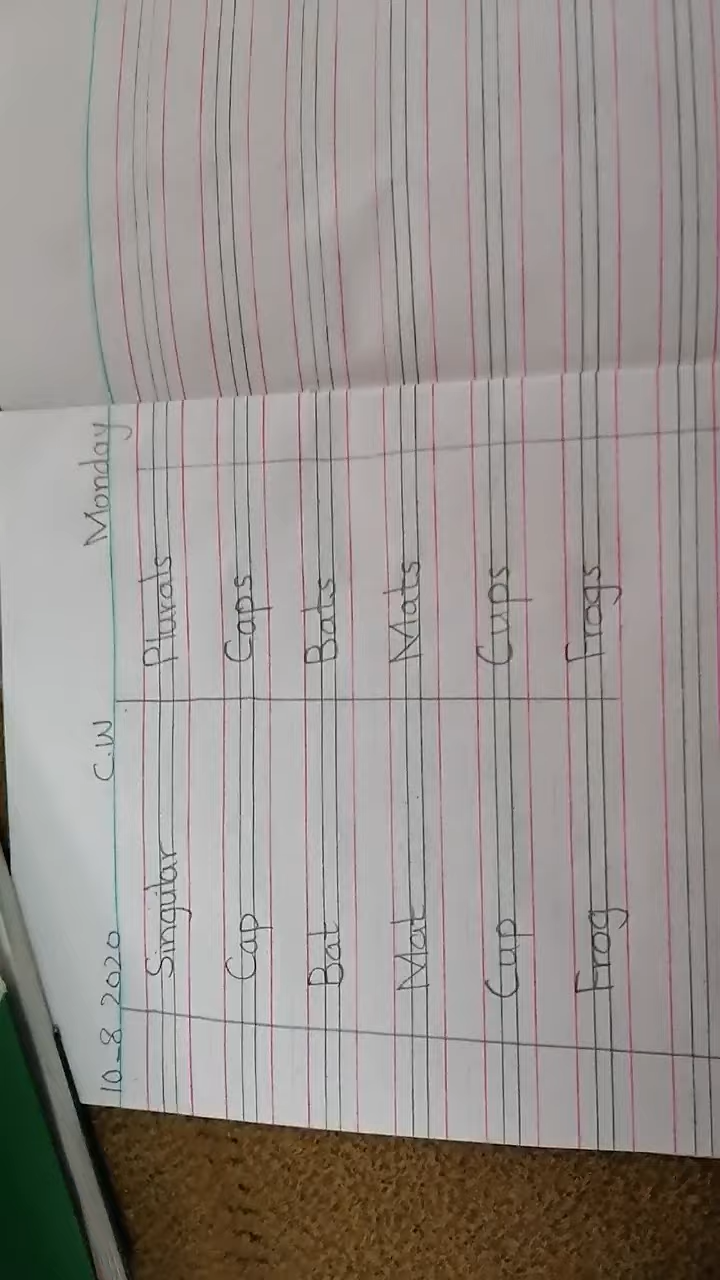 10-8-2020 C.W Monday
Singular Plurals
Cap Caps
Bat Bats
Mat Mats
Cup Cups
Frog Frogs